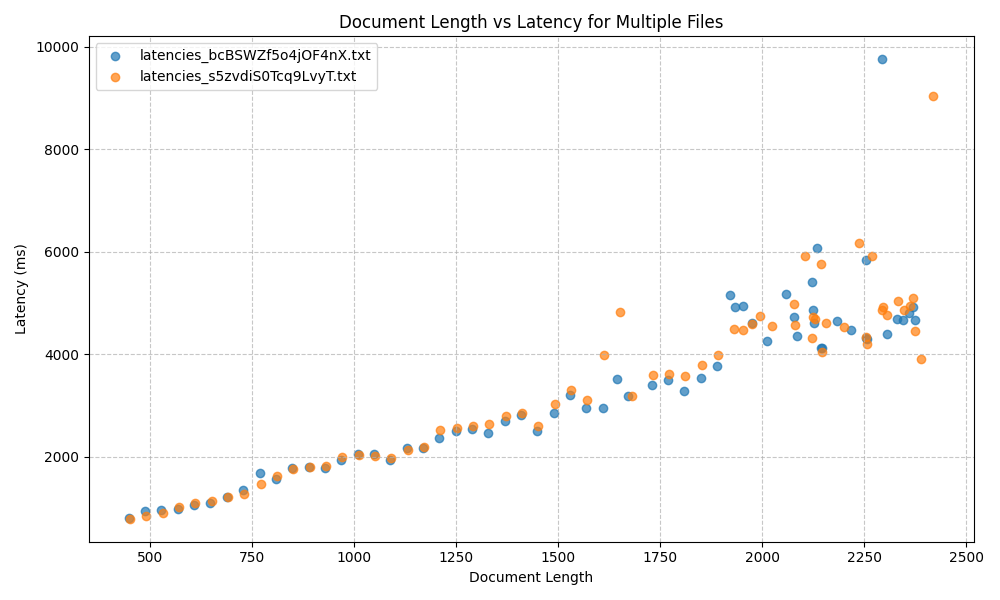 Document Length vs Latency for Multiple Files
latencies_bcBSWZf5o4jOF4nX.txt
latencies_s5zvdiS0Tcq9LvyT.txt
10000
8000
6000
4000
2000
Latency (ms)
500 750 1000 1250 1500 1750 2000 2250 2500
Document Length